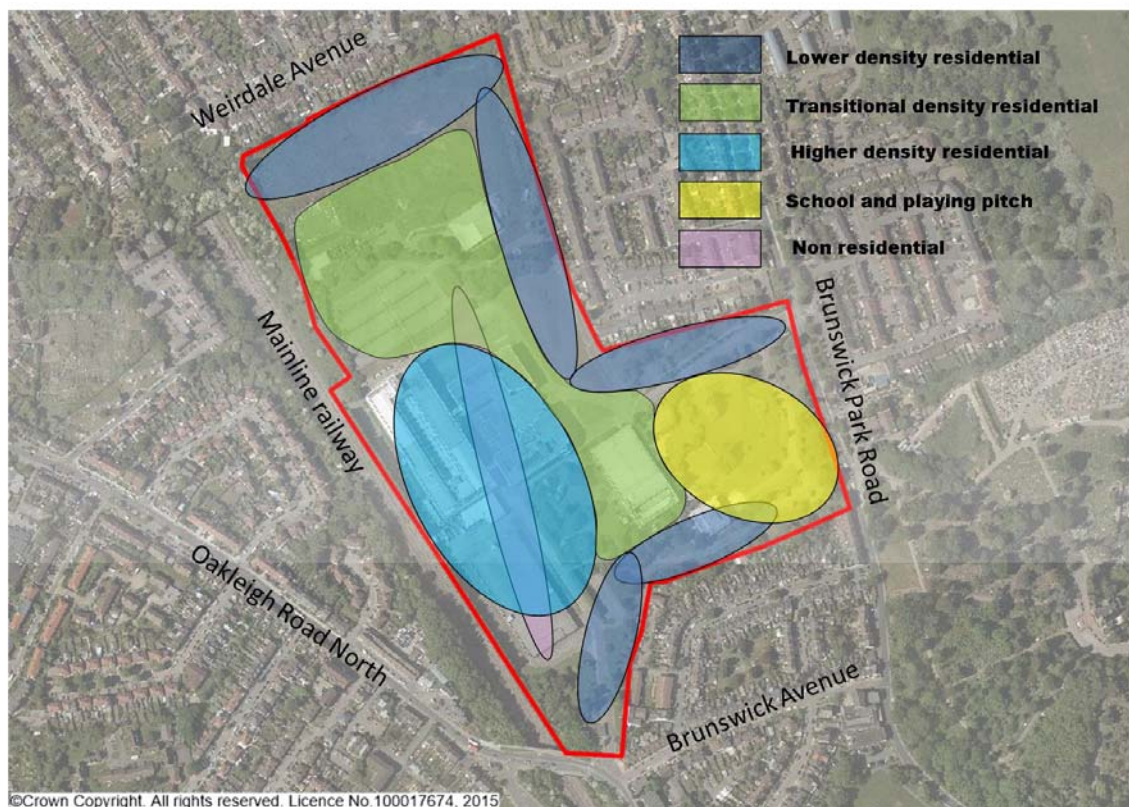 Weirdale Avenue
Lower density residential
Transitional density residential
Higher density residential
School and playing pitch
Non residential
Mainline railway
Brunswick Park Road
Oakleigh Road North
Brunswick Avenue
©Crown Copyright. All rights reserved. Licence No.100017674. 2015